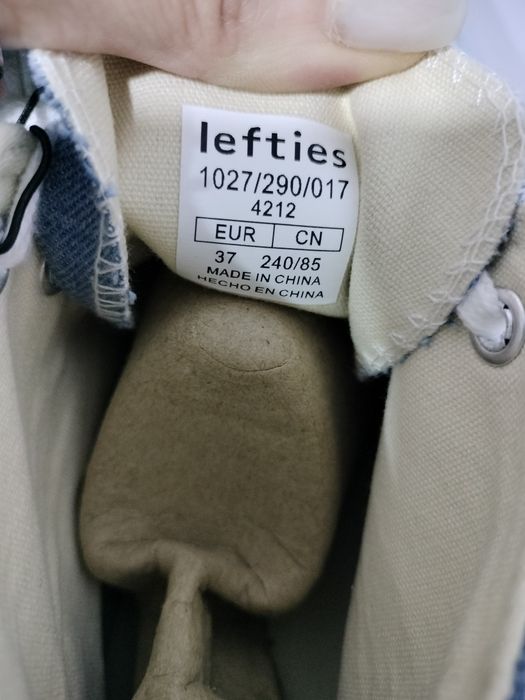 lefties
1027/290/017
4212
EUR CN
37 240/85
MADE IN CHINA
HECHO EN CHINA